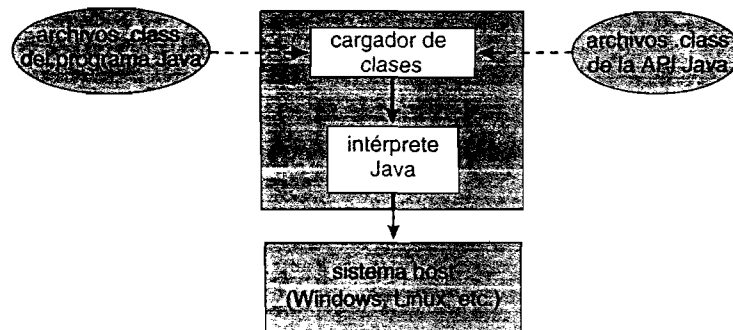 archivos .class
del programa Java
cargador de
clases
archivos .class
de la API Java
intérprete
Java
sistema host
(Windows, Linux, etc.)